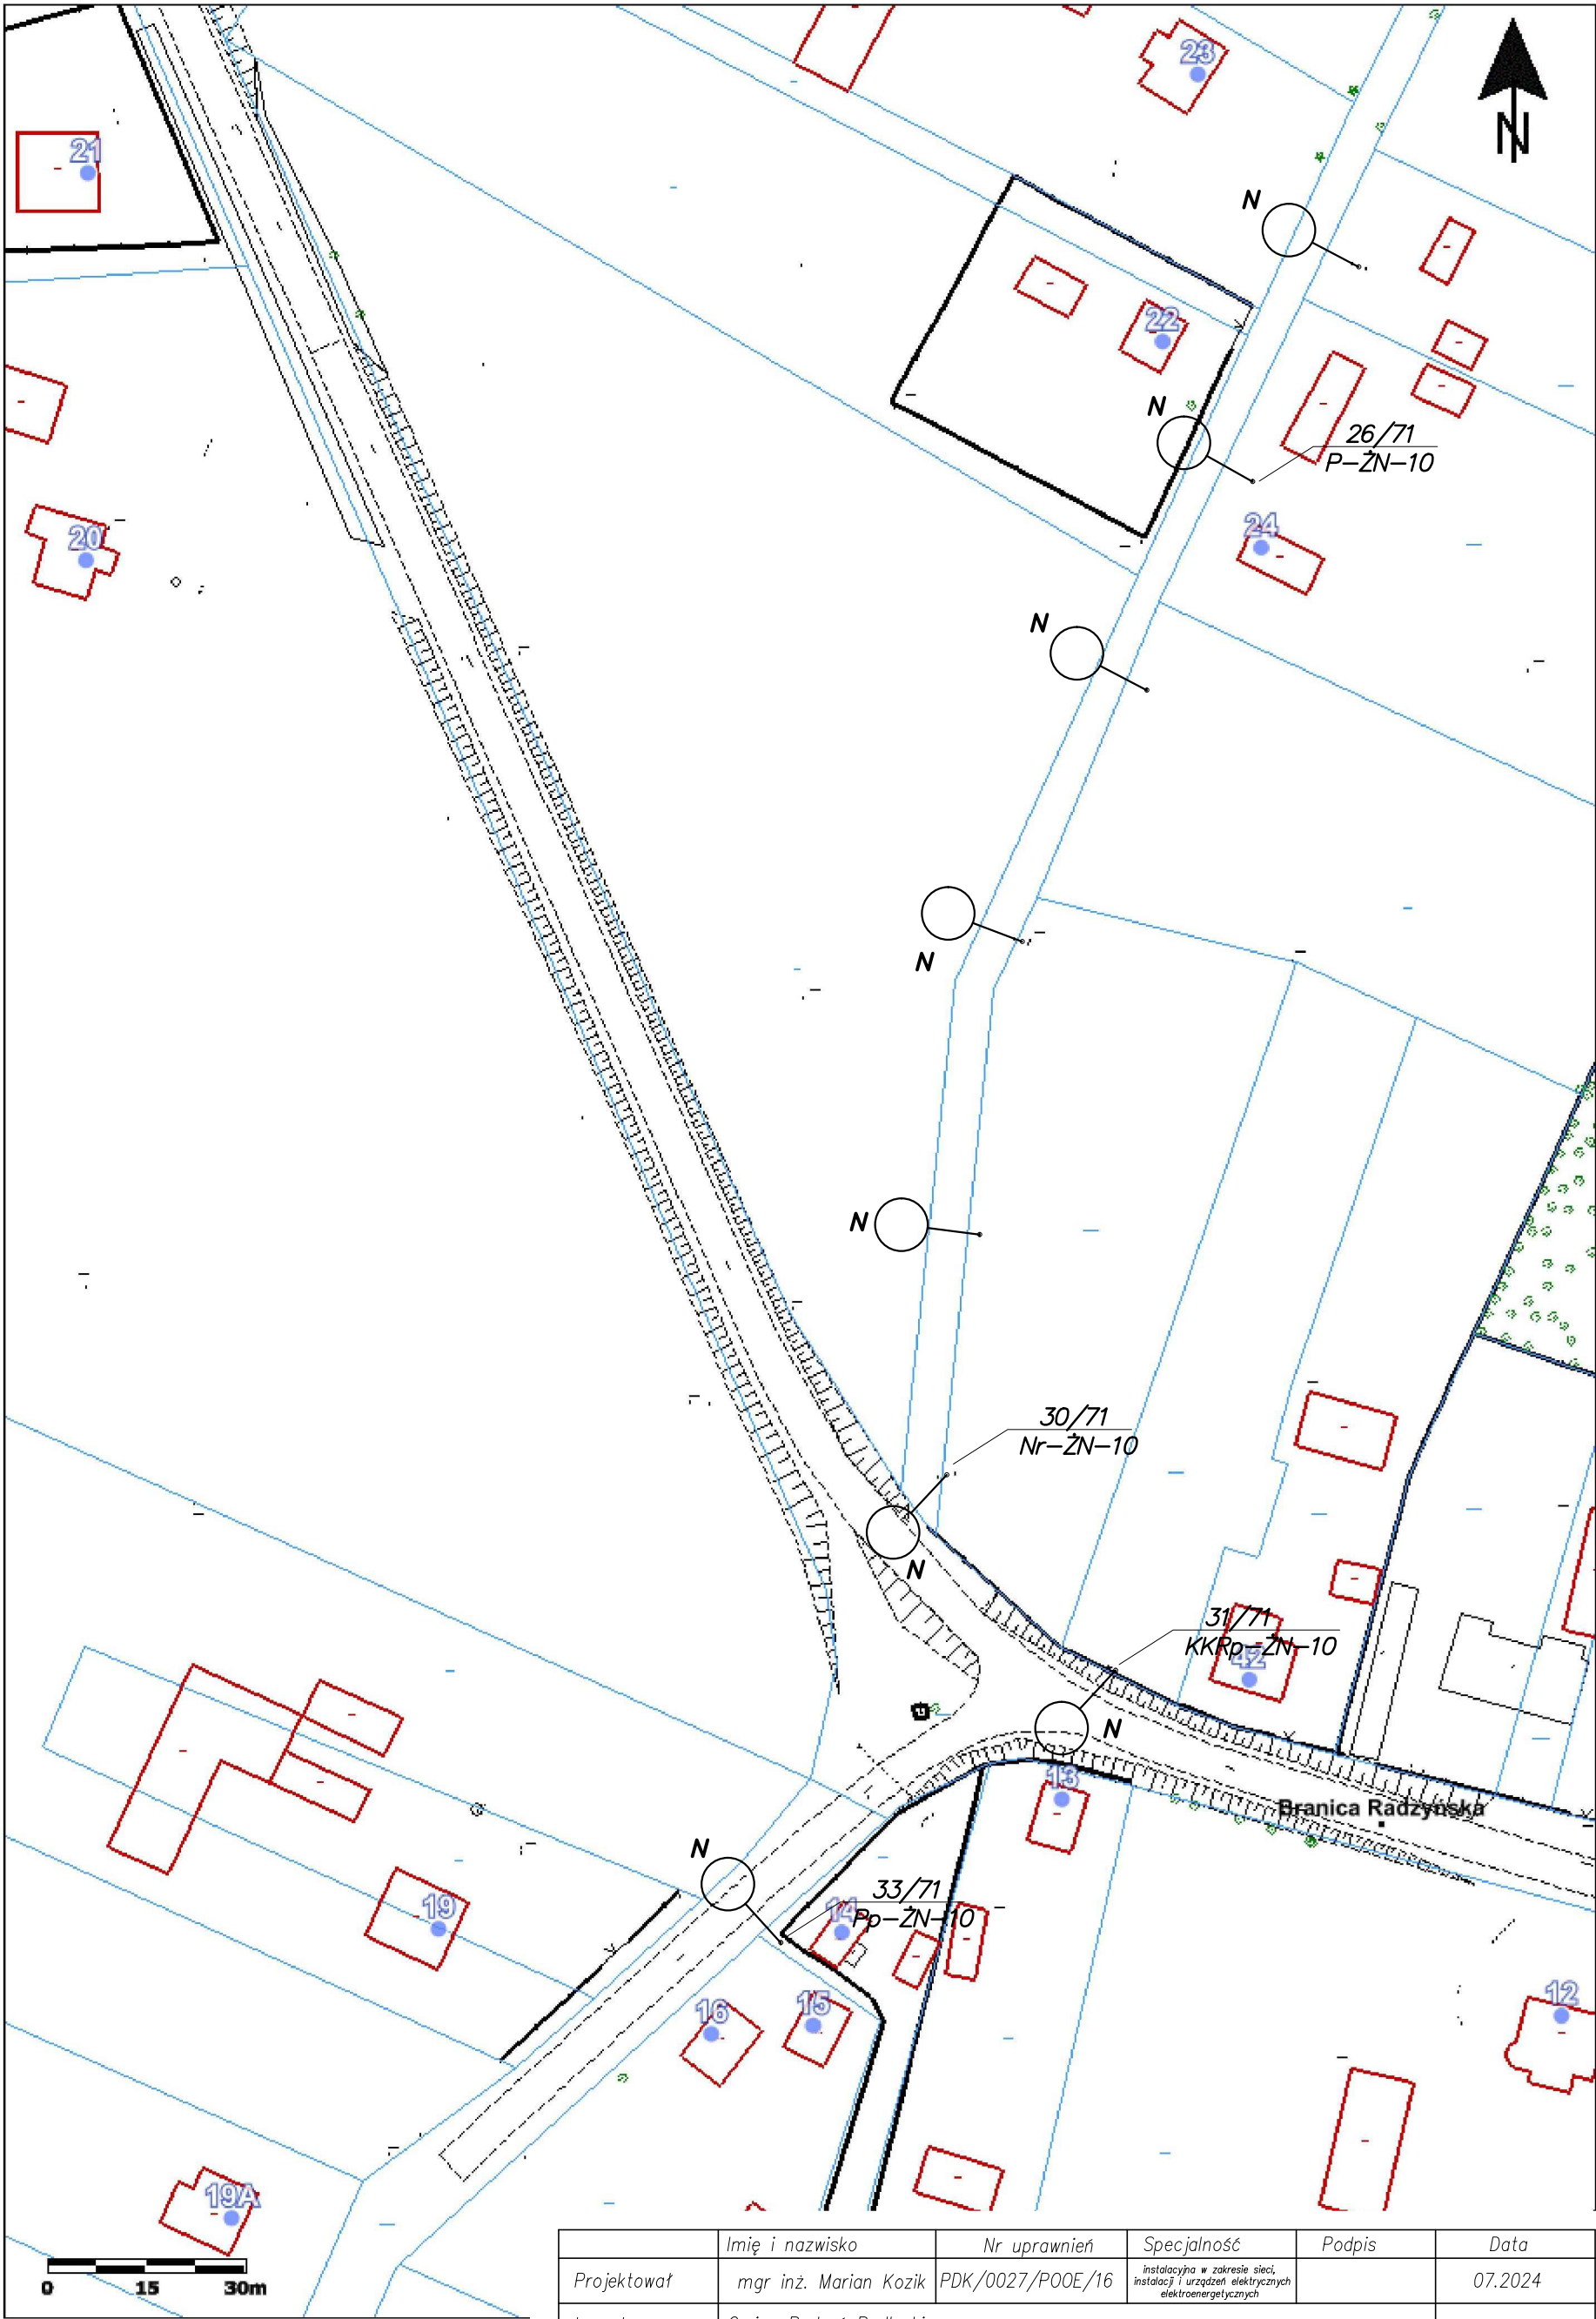 23
N
21
N
22
N
26/71
P-ŻN-10
24
20
N
N
N
30/71
Nr-ŻN-10
N
31/71
KKRp-ŻN-10
42
N
13
Branica Radzyńska
N
33/71
Pp-ŻN-10
14
19
16
15
12
19A
0 15 30m
Imię i nazwisko Nr uprawnień Specjalność Podpis Data
Projektował mgr inż. Marian Kozik PDK/0027/POOE/16 instalacyjna w zakresie sieci, instalacji i urządzeń elektrycznych elektroenergetycznych 07.2024